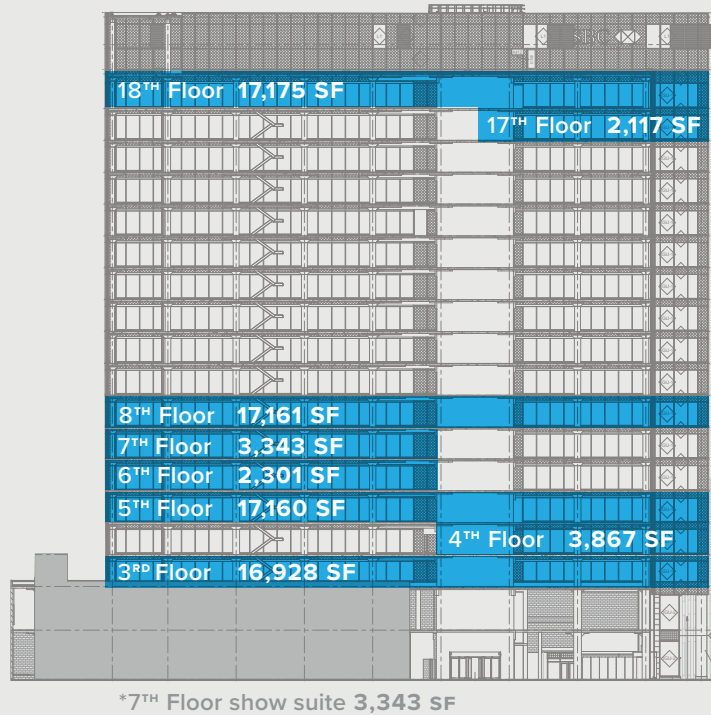 SBC
18TH Floor 17,175 SF
17TH Floor 2,117 SF
8TH Floor 17,161 SF
7TH Floor 3,343 SF
6TH Floor 2,301 SF
5TH Floor 17,160 SF
4TH Floor 3,867 SF
3RD Floor 16,928 SF
*7TH Floor show suite 3,343 SF